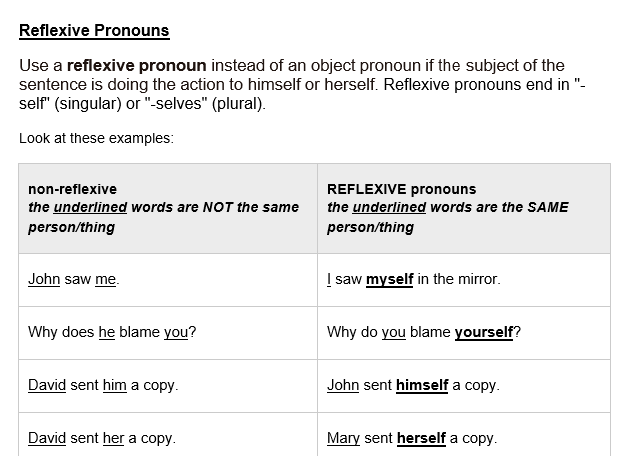 Reflexive Pronouns
Use a reflexive pronoun instead of an object pronoun if the subject of the
sentence is doing the action to himself or herself. Reflexive pronouns end in "-
self" (singular) or "-selves" (plural).
Look at these examples:
non-reflexive
the underlined words are NOT the same
person/thing
REFLEXIVE pronouns
the underlined words are the SAME
person/thing
John saw me.
I saw myself in the mirror.
Why does he blame you?
Why do you blame yourself?
David sent him a copy.
John sent himself a copy.
David sent her a copy.
Mary sent herself a copy.